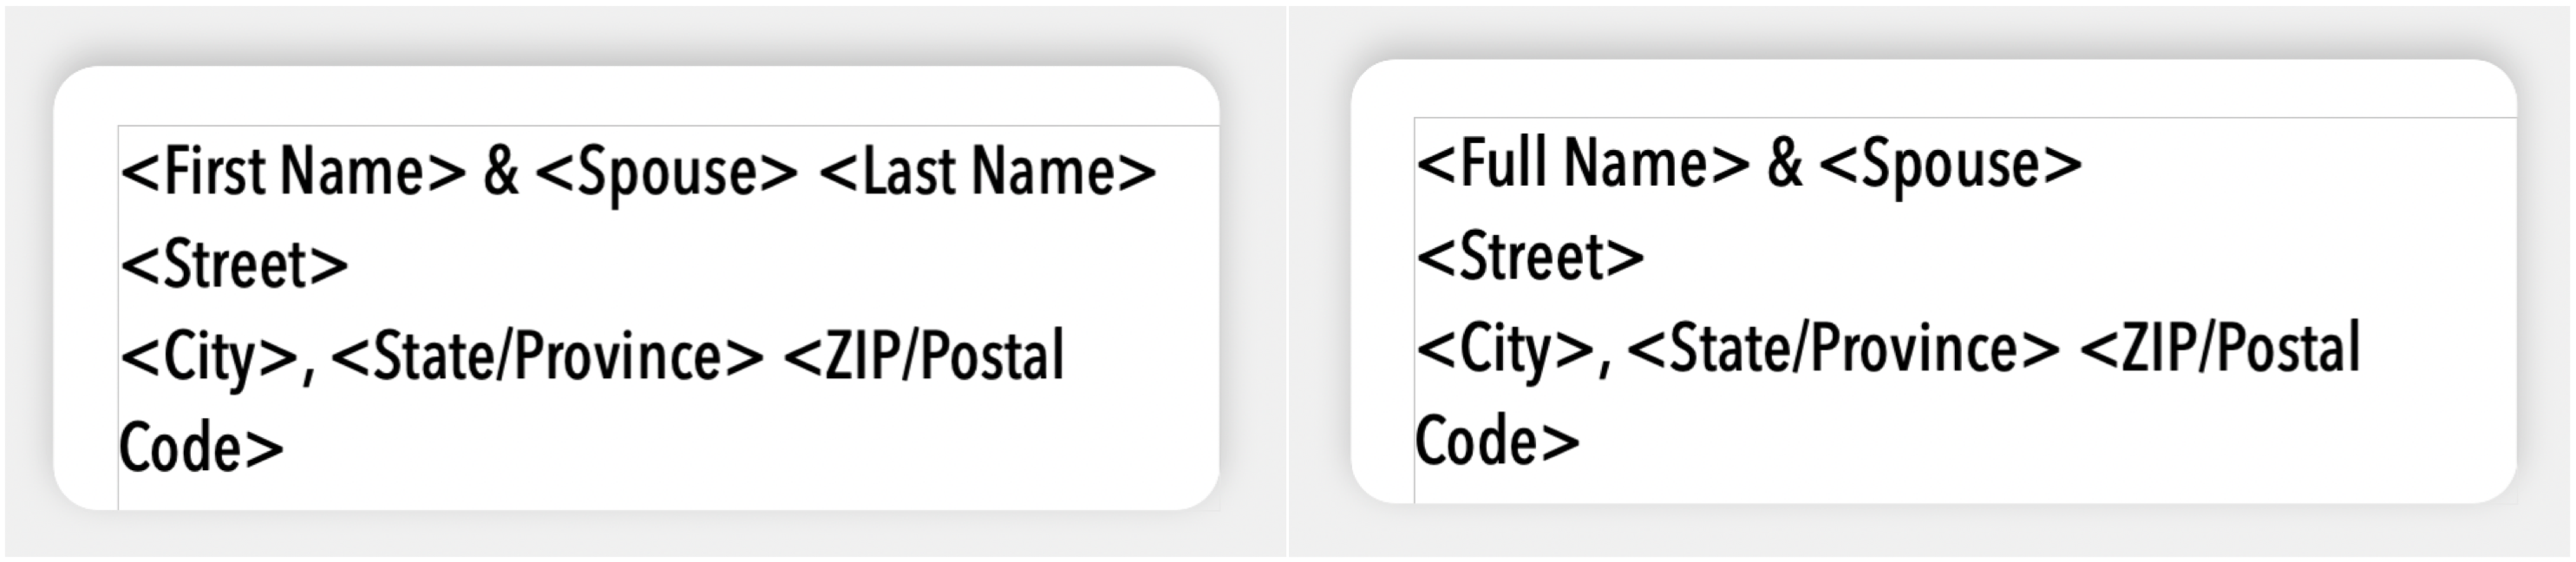 <First Name> & <Spouse> <Last Name>
<Street>
<City>, <State/Province> <ZIP/Postal
Code>
<Full Name> & <Spouse>
<Street>
<City>, <State/Province> <ZIP/Postal
Code>